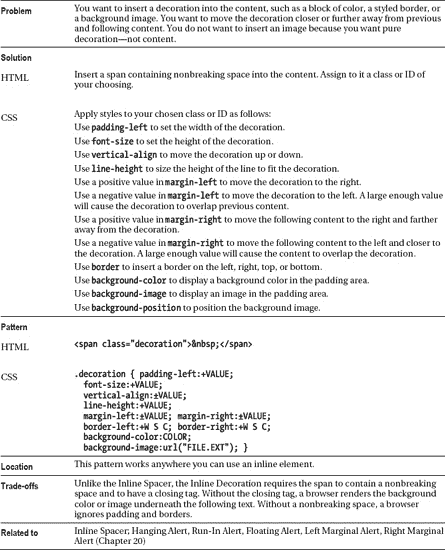 Problem
You want to insert a decoration into the content, such as a block of color, a styled border, or
a background image. You want to move the decoration closer or further away from previous
and following content. You do not want to insert an image because you want pure
decoration—not content.
Solution
HTML
Insert a span containing nonbreaking space into the content. Assign to it a class or ID of
your choosing.
CSS
Apply styles to your chosen class or ID as follows:
Use padding-left to set the width of the decoration.
Use font-size to set the height of the decoration.
Use vertical-align to move the decoration up or down.
Use line-height to size the height of the line to fit the decoration.
Use a positive value in margin-left to move the decoration to the right.
Use a negative value in margin-left to move the decoration to the left. A large enough value
will cause the decoration to overlap previous content.
Use a positive value in margin-right to move the following content to the right and farther
away from the decoration.
Use a negative value in margin-right to move the following content to the left and closer to
the decoration. A large enough value will cause the content to overlap the decoration.
Use border to insert a border on the left, right, top, or bottom.
Use background-color to display a background color in the padding area.
Use background-image to display an image in the padding area.
Use background-position to position the background image.
Pattern
HTML
<span class="decoration">&nbsp;</span>
CSS
.decoration { padding-left:+VALUE;
font-size:+VALUE;
vertical-align:±VALUE;
line-height:+VALUE;
margin-left:±VALUE; margin-right:±VALUE;
border-left:+W S C; border-right:+W S C;
background-color:COLOR;
background-image:url("FILE.EXT"); }
Location
This pattern works anywhere you can use an inline element.
Trade-offs
Unlike the Inline Spacer, the Inline Decoration requires the span to contain a nonbreaking
space and to have a closing tag. Without the closing tag, a browser renders the background
color or image underneath the following text. Without a nonbreaking space, a browser
ignores padding and borders.
Related to
Inline Spacer; Hanging Alert, Run-In Alert, Floating Alert, Left Marginal Alert, Right Marginal
Alert (Chapter 20)